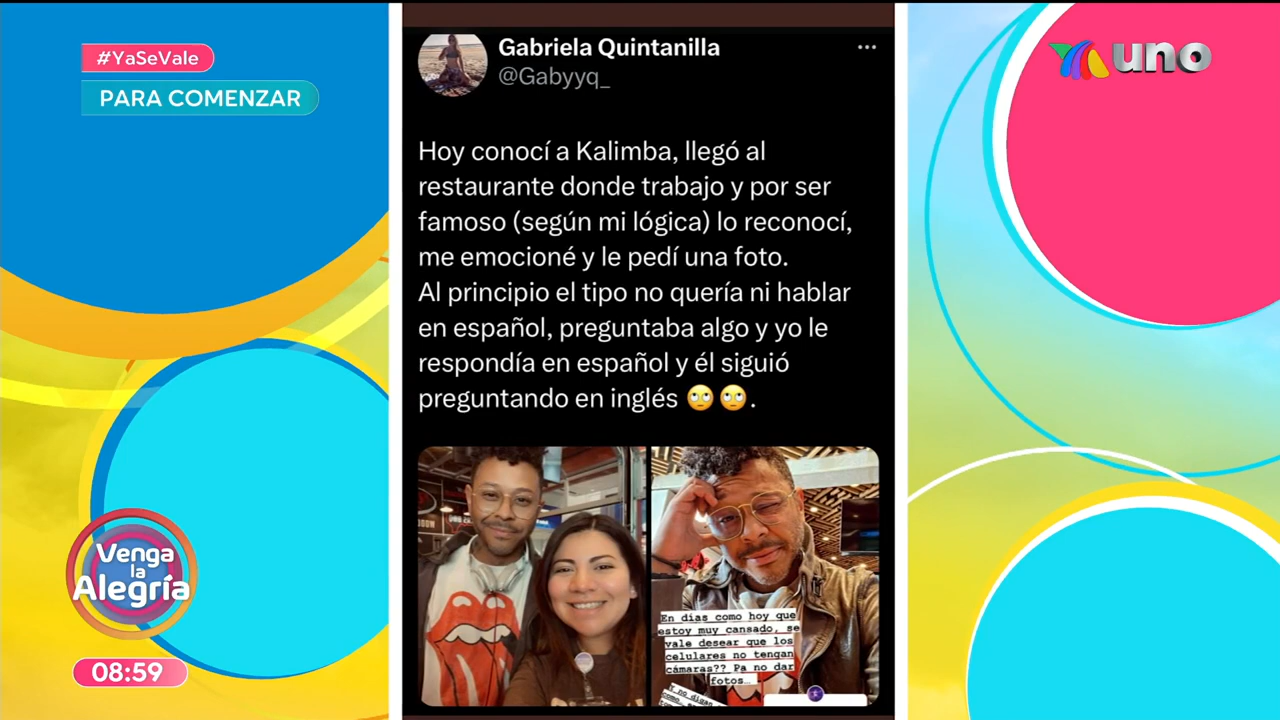 #YaSeVale
PARA COMENZAR
uno
Gabriela Quintanilla
@Gabyyq_
Hoy conocí a Kalimba, llegó al
restaurante donde trabajo y por ser
famoso (según mi lógica) lo reconocí,
me emocioné y le pedí una foto.
Al principio el tipo no quería ni hablar
en español, preguntaba algo y yo le
respondía en español y él siguió
preguntando en inglés 🙄🙄.
En días como hoy que
estoy muy cansado, se
vale desear que los
celulares no tengan
cámaras?? Pa no dar
fotos…
Y no digan
como
Venga
la
Alegría
08:59